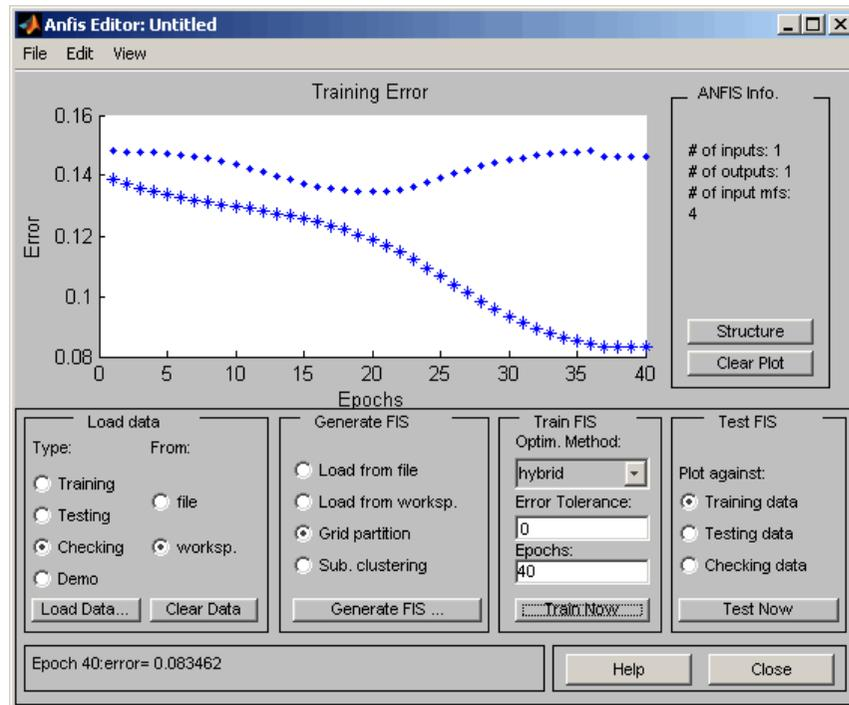 Anfis Editor: Untitled
File Edit View
Training Error
0.16
0.14
0.12
0.1
0.08
Error
0 5 10 15 20 25 30 35 40
Epochs
ANFIS Info.
# of inputs: 1
# of outputs: 1
# of input mfs:
4
Structure
Clear Plot
Load data
Type: From:
Training
Testing
Checking
Demo
file
worksp.
Load Data... Clear Data
Generate FIS
Load from file
Load from worksp.
Grid partition
Sub. clustering
Generate FIS ...
Train FIS
Optim. Method:
hybrid
Error Tolerance:
0
Epochs:
40
Train Now
Test FIS
Plot against:
Training data
Testing data
Checking data
Test Now
Epoch 40:error= 0.083462
Help Close